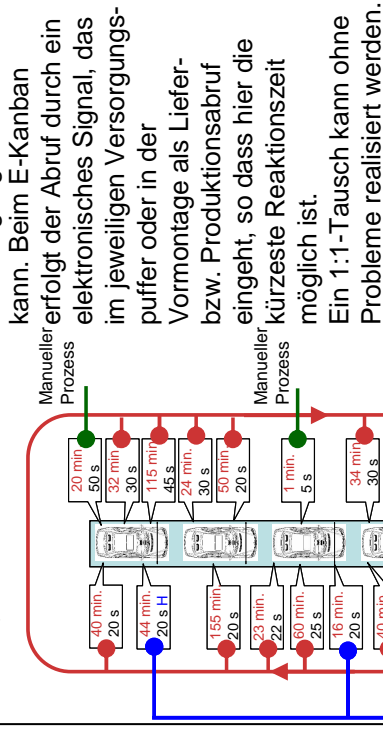 kann. Beim E-Kanban
erfolgt der Abruf durch ein
elektronisches Signal, das
im jeweiligen Versorgungs-
puffer oder in der
Vormontage als Liefer-
bzw. Produktionsabruf
eingeht, so dass hier die
kürzeste Reaktionszeit
möglich ist.
Ein 1:1-Tausch kann ohne
Probleme realisiert werden.
Manueller
Prozess
20 min
50 s
32 min
30 s
115 min
45 s
24 min.
30 s
50 min
20 s
Manueller
Prozess
1 min.
5 s
34 min
30 s
40 min.
20 s
44 min.
20 s H
155 min
20 s
23 min.
22 s
60 min.
25 s
16 min.
20 s
40 min.